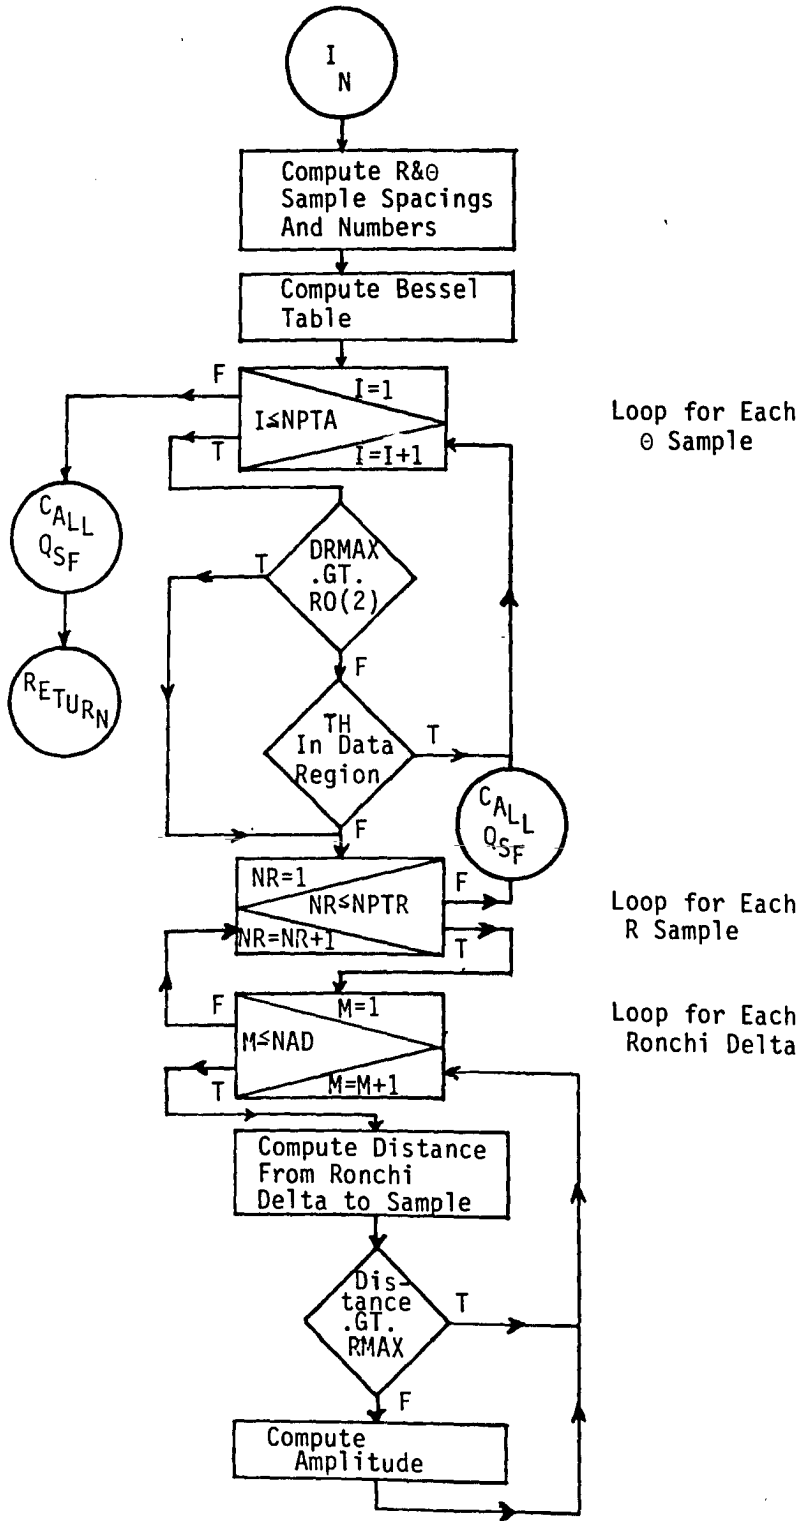 I
N
Compute R&Θ
Sample Spacings
And Numbers
Compute Bessel
Table
F
I=1
I≤NPTA
T
I=I+1
Loop for Each
Θ Sample
CALL
QSF
RETURN
DRMAX
.GT.
RO(2)
T
F
TH
In Data
Region
T
F
CALL
QSF
NR=1
NR≤NPTR
NR=NR+1
F
T
Loop for Each
R Sample
M=1
M≤NAD
M=M+1
F
T
Loop for Each
Ronchi Delta
Compute Distance
From Ronchi
Delta to Sample
Dis-
tance
.GT.
RMAX
T
F
Compute
Amplitude